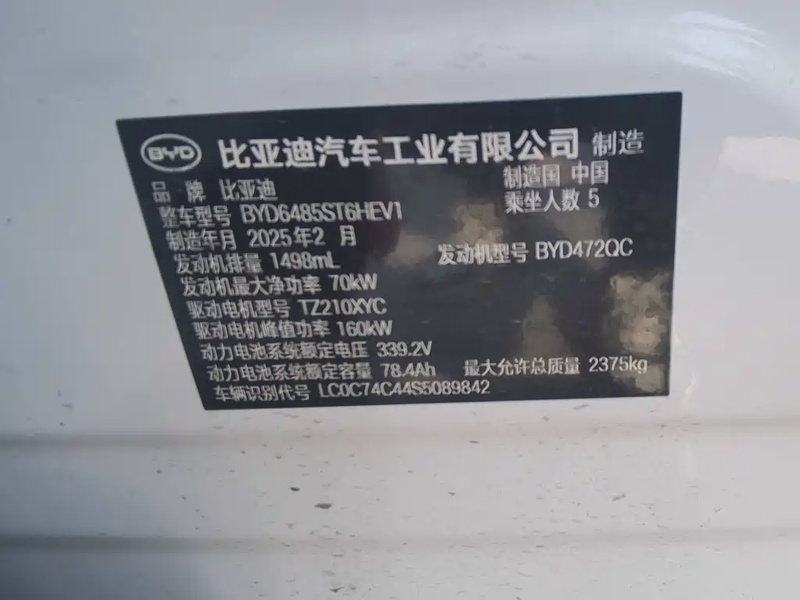 BYD 比亚迪汽车工业有限公司 制造
品牌 比亚迪 制造国 中国
整车型号 BYD6485ST6HEV1 乘坐人数 5
制造年月 2025年2 月
发动机排量 1498mL 发动机型号 BYD472QC
发动机最大净功率 70kW
驱动电机型号 TZ210XYC
驱动电机峰值功率 160kW
动力电池系统额定电压 339.2V
动力电池系统额定容量 78.4Ah 最大允许总质量 2375kg
车辆识别代号 LC0C74C44S5089842